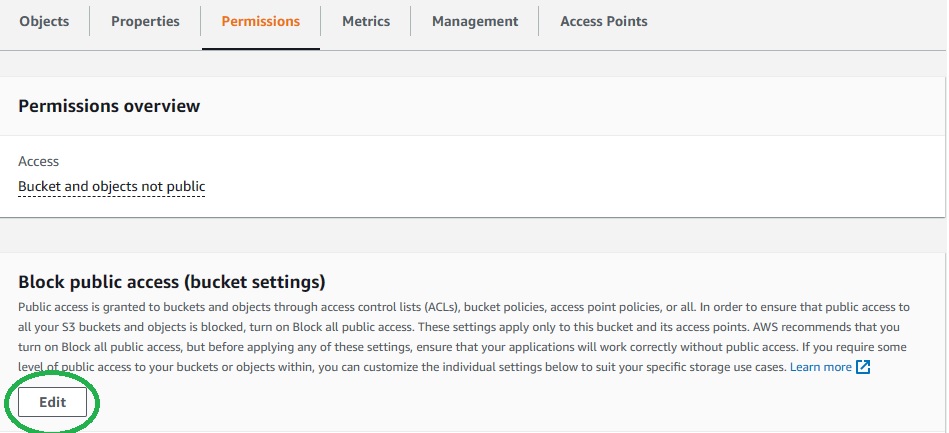 Objects
Properties
Permissions
Metrics
Management
Access Points
Permissions overview
Access
Bucket and objects not public
Block public access (bucket settings)
Public access is granted to buckets and objects through access control lists (ACLs), bucket policies, access point policies, or all. In order to ensure that public access to
all your S3 buckets and objects is blocked, turn on Block all public access. These settings apply only to this bucket and its access points. AWS recommends that you
turn on Block all public access, but before applying any of these settings, ensure that your applications will work correctly without public access. If you require some
level of public access to your buckets or objects within, you can customize the individual settings below to suit your specific storage use cases. Learn more
Edit